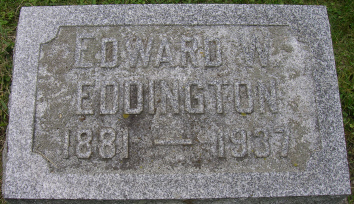 EDWARD W.
EDDINGTON
1881 — 1937